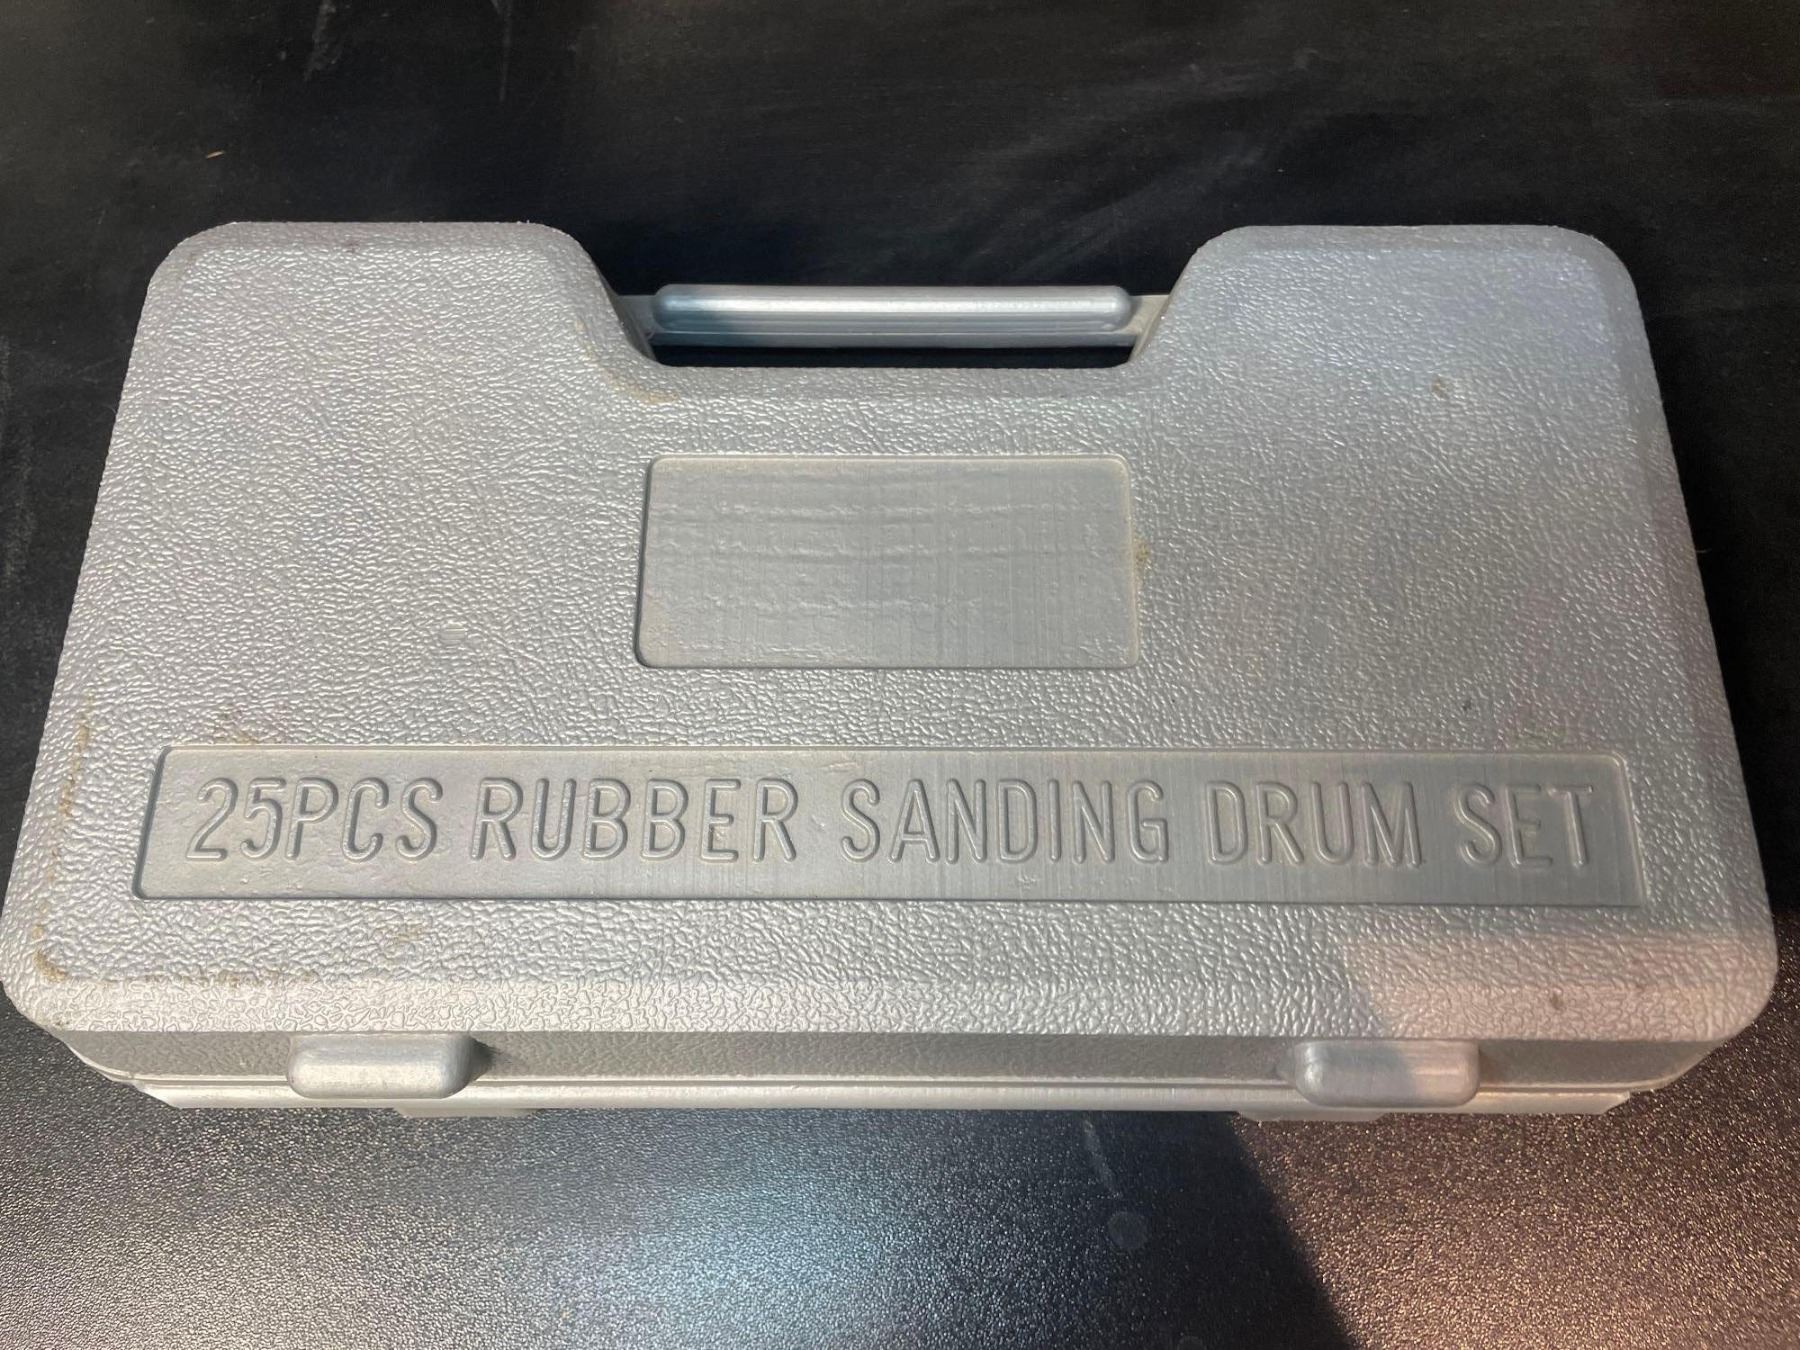 25PCS RUBBER SANDING DRUM SET